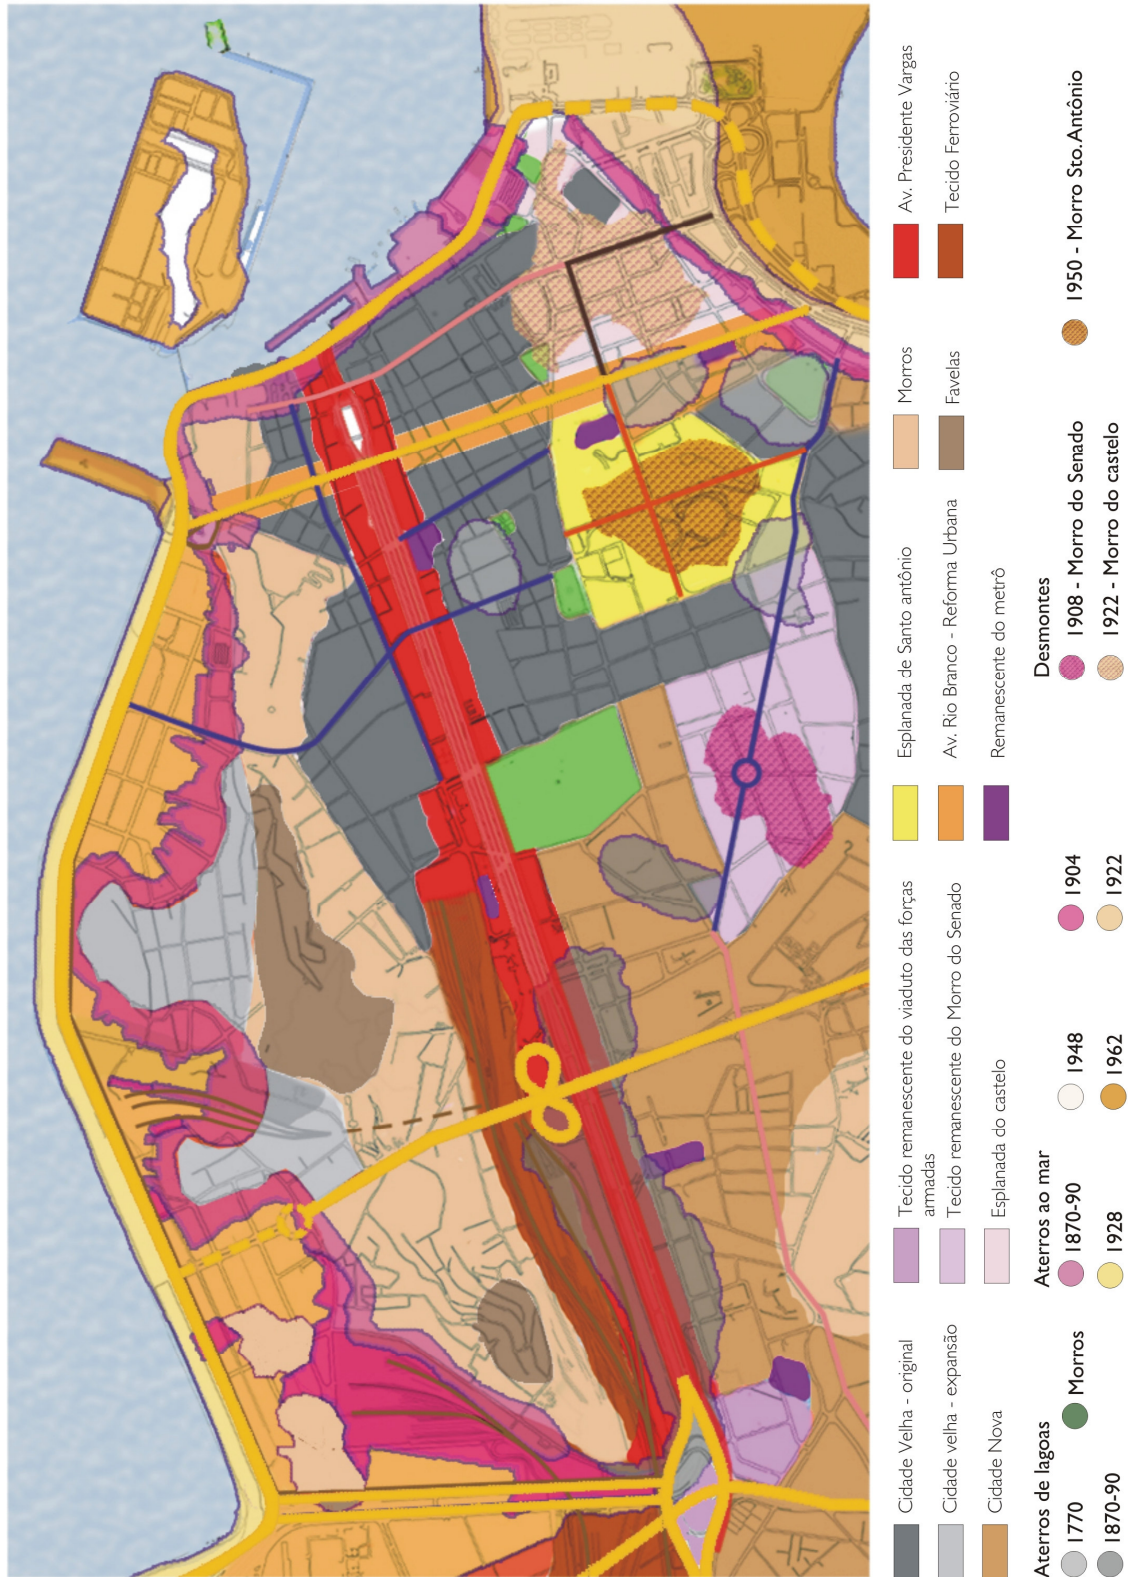 Cidade Velha - original
Cidade velha - expansão
Cidade Nova
Tecido remanescente do viaduto das forças
armadas
Tecido remanescente do Morro do Senado
Esplanada do castelo
Esplanada de Santo antônio
Av. Rio Branco - Reforma Urbana
Remanescente do metrô
Morros
Favelas
Av. Presidente Vargas
Tecido Ferroviário
Aterros de lagoas
1770
Morros
1870-90
Aterros ao mar
1870-90
1948
1904
1928
1962
1922
Desmontes
1908 - Morro do Senado
1950 - Morro Sto.Antônio
1922 - Morro do castelo